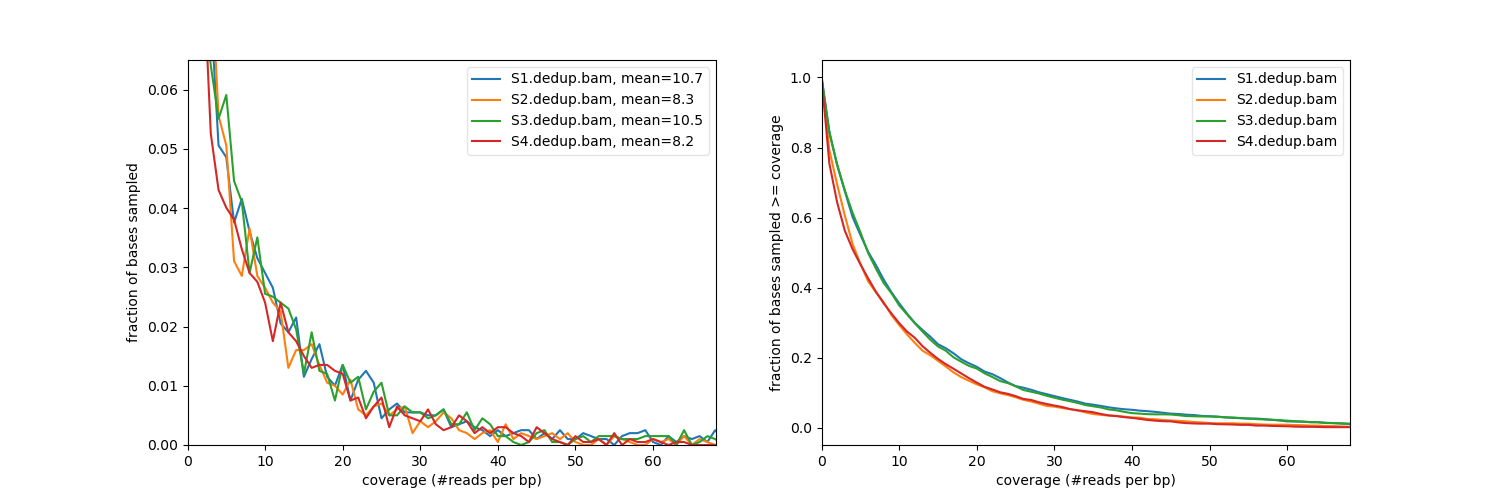 0.06
0.05
0.04
0.03
0.02
0.01
0.00
fraction of bases sampled
S1.dedup.bam, mean=10.7
S2.dedup.bam, mean=8.3
S3.dedup.bam, mean=10.5
S4.dedup.bam, mean=8.2
0 10 20 30 40 50 60
coverage (#reads per bp)
1.0
0.8
0.6
0.4
0.2
0.0
fraction of bases sampled >= coverage
S1.dedup.bam
S2.dedup.bam
S3.dedup.bam
S4.dedup.bam
0 10 20 30 40 50 60
coverage (#reads per bp)